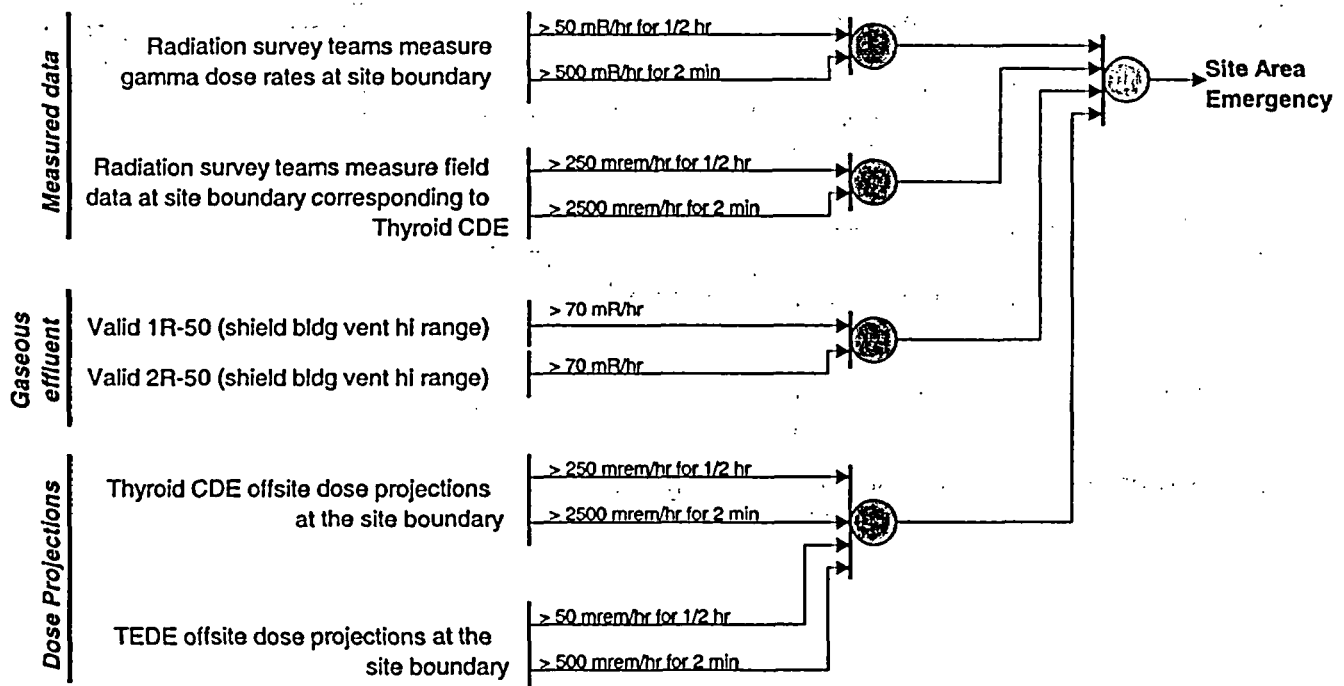 Measured data
Radiation survey teams measure
gamma dose rates at site boundary
> 50 mR/hr for 1/2 hr
> 500 mR/hr for 2 min
Radiation survey teams measure field
data at site boundary corresponding to
Thyroid CDE
> 250 mrem/hr for 1/2 hr
> 2500 mrem/hr for 2 min
Site Area
Emergency
Gaseous
effluent
Valid 1R-50 (shield bldg vent hi range)
> 70 mR/hr
Valid 2R-50 (shield bldg vent hi range)
> 70 mR/hr
Dose Projections
Thyroid CDE offsite dose projections
at the site boundary
> 250 mrem/hr for 1/2 hr
> 2500 mrem/hr for 2 min
TEDE offsite dose projections at the
site boundary
> 50 mrem/hr for 1/2 hr
> 500 mrem/hr for 2 min